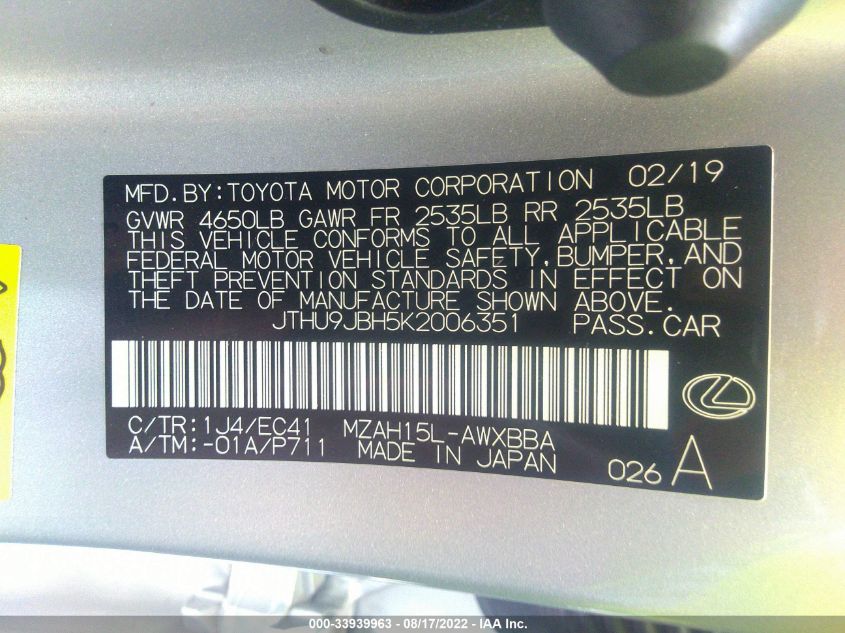 MFD.BY:TOYOTA MOTOR CORPORATION 02/19
GVWR 4650LB GAWR FR 2535LB RR 2535LB
THIS VEHICLE CONFORMS TO ALL APPLICABLE
FEDERAL MOTOR VEHICLE SAFETY, BUMPER, AND
THEFT PREVENTION STANDARDS IN EFFECT ON
THE DATE OF MANUFACTURE SHOWN ABOVE.
JTHU9JBH5K2006351 PASS.CAR
C/TR:1J4/EC41 MZAH15L-AWXBBA
A/TM:-01A/P711 MADE IN JAPAN
026 A
000-33939963 - 08/17/2022 - IAA Inc.